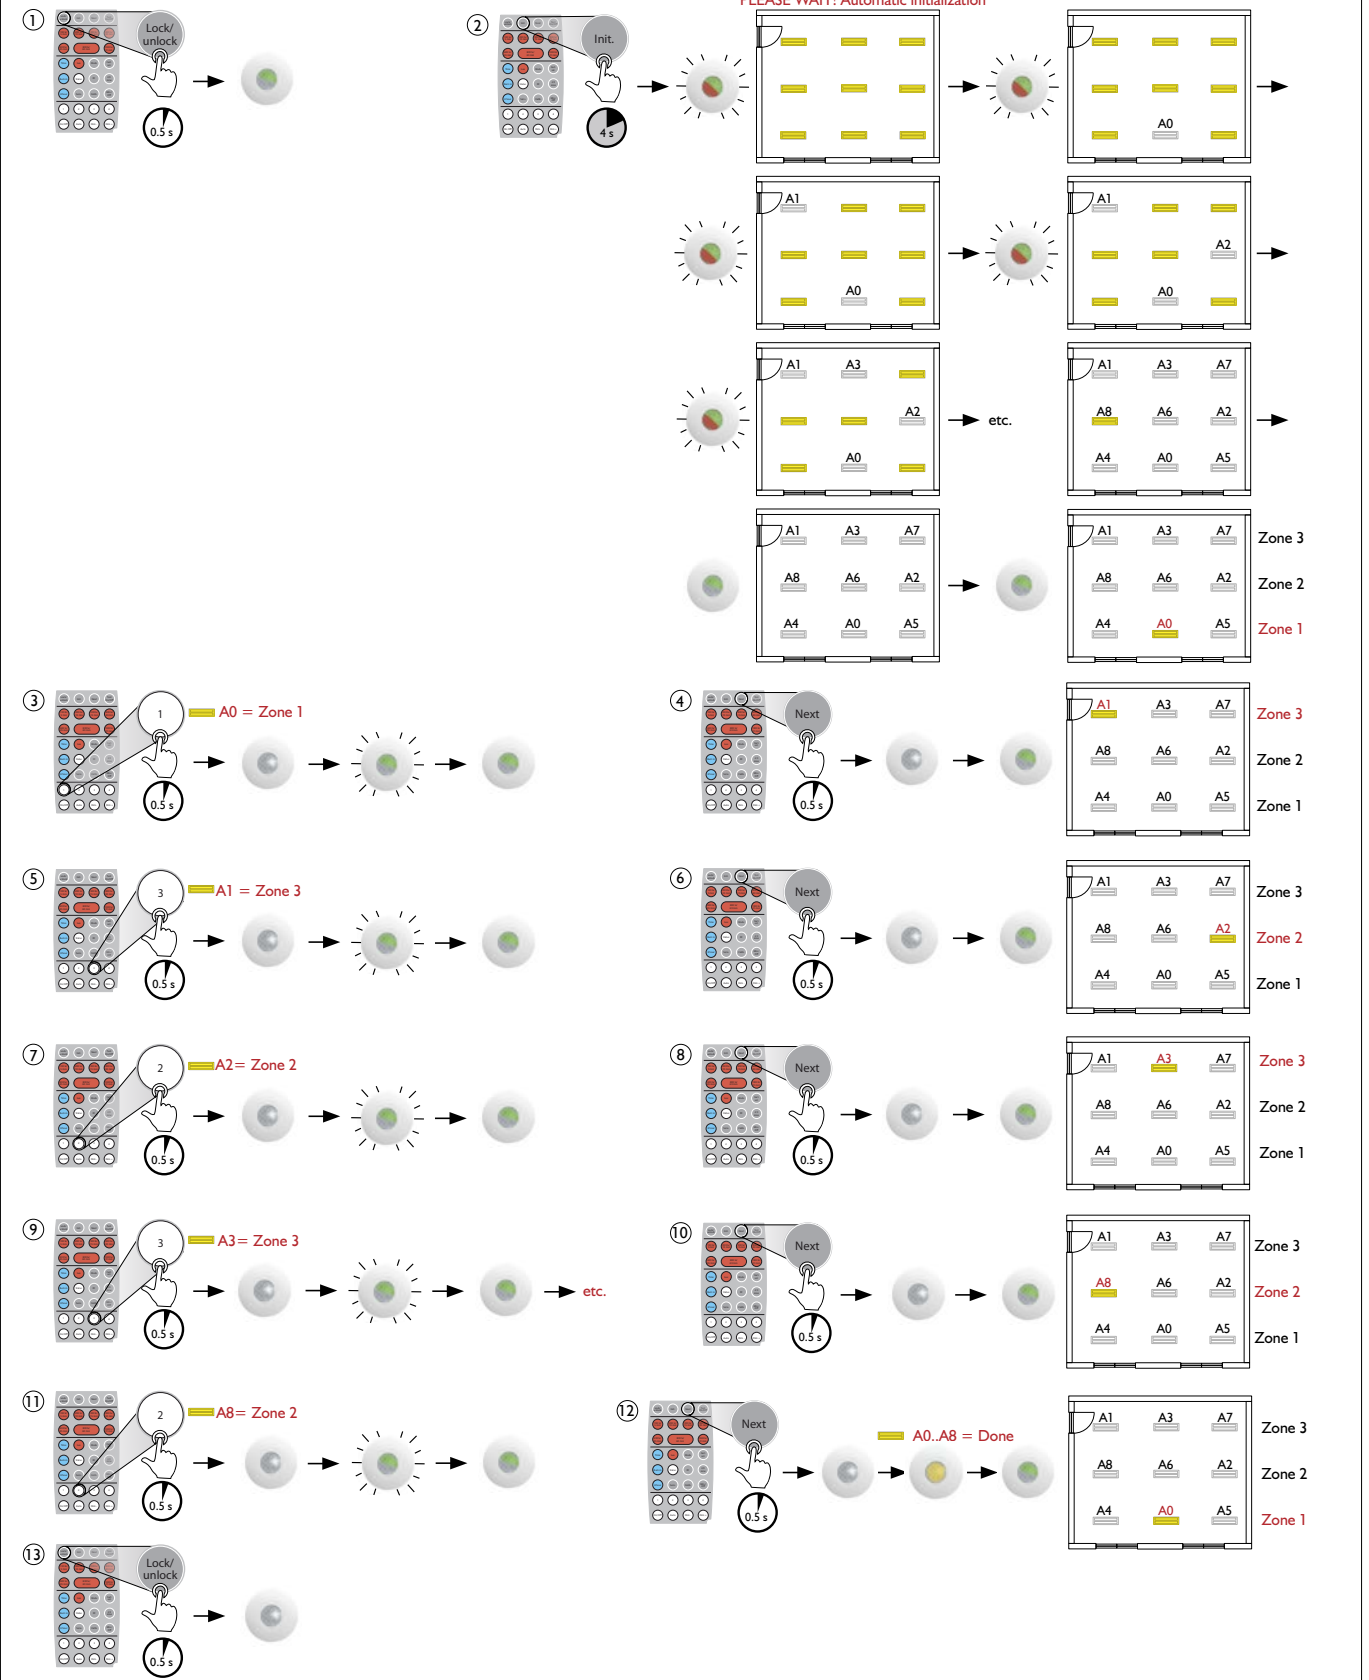 PLEASE WAIT! Automatic Initialization
1
Lock/
unlock
0.5 s
2
Init.
4 s
A0
A1
A0
A1
A2
A0
A1 A3
A2
A0
etc.
A1 A3 A7
A8 A6 A2
A4 A0 A5
A1 A3 A7
A8 A6 A2
A4 A0 A5
A1 A3 A7 Zone 3
A8 A6 A2 Zone 2
A4 A0 A5 Zone 1
3
1
A0 = Zone 1
0.5 s
4
Next
0.5 s
A1 A3 A7 Zone 3
A8 A6 A2 Zone 2
A4 A0 A5 Zone 1
5
3
A1 = Zone 3
0.5 s
6
Next
0.5 s
A1 A3 A7 Zone 3
A8 A6 A2 Zone 2
A4 A0 A5 Zone 1
7
2
A2= Zone 2
0.5 s
8
Next
0.5 s
A1 A3 A7 Zone 3
A8 A6 A2 Zone 2
A4 A0 A5 Zone 1
9
3
A3= Zone 3
0.5 s
etc.
10
Next
0.5 s
A1 A3 A7 Zone 3
A8 A6 A2 Zone 2
A4 A0 A5 Zone 1
11
2
A8= Zone 2
0.5 s
12
Next
0.5 s
A0..A8 = Done
A1 A3 A7 Zone 3
A8 A6 A2 Zone 2
A4 A0 A5 Zone 1
13
Lock/
unlock
0.5 s